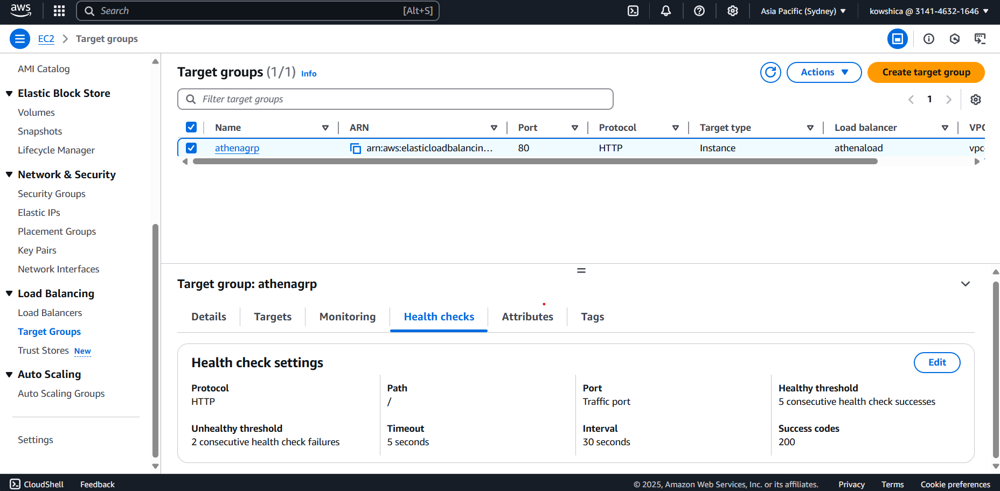 aws
Search [Alt+S]
Asia Pacific (Sydney)
kowshica @ 3141-4632-1646
EC2
Target groups
AMI Catalog
Elastic Block Store
Volumes
Snapshots
Lifecycle Manager
Network & Security
Security Groups
Elastic IPs
Placement Groups
Key Pairs
Network Interfaces
Load Balancing
Load Balancers
Target Groups
Trust Stores New
Auto Scaling
Auto Scaling Groups
Settings
Target groups (1/1) Info
Actions
Create target group
Filter target groups
1
Name ARN Port Protocol Target type Load balancer VPC
athenagrp arn:aws:elasticloadbalancin... 80 HTTP Instance athenaload vpc-
Target group: athenagrp
Details Targets Monitoring Health checks Attributes Tags
Health check settings
Edit
Protocol Path Port Healthy threshold
HTTP / Traffic port 5 consecutive health check successes
Unhealthy threshold Timeout Interval Success codes
2 consecutive health check failures 5 seconds 30 seconds 200
CloudShell Feedback © 2025, Amazon Web Services, Inc. or its affiliates. Privacy Terms Cookie preferences